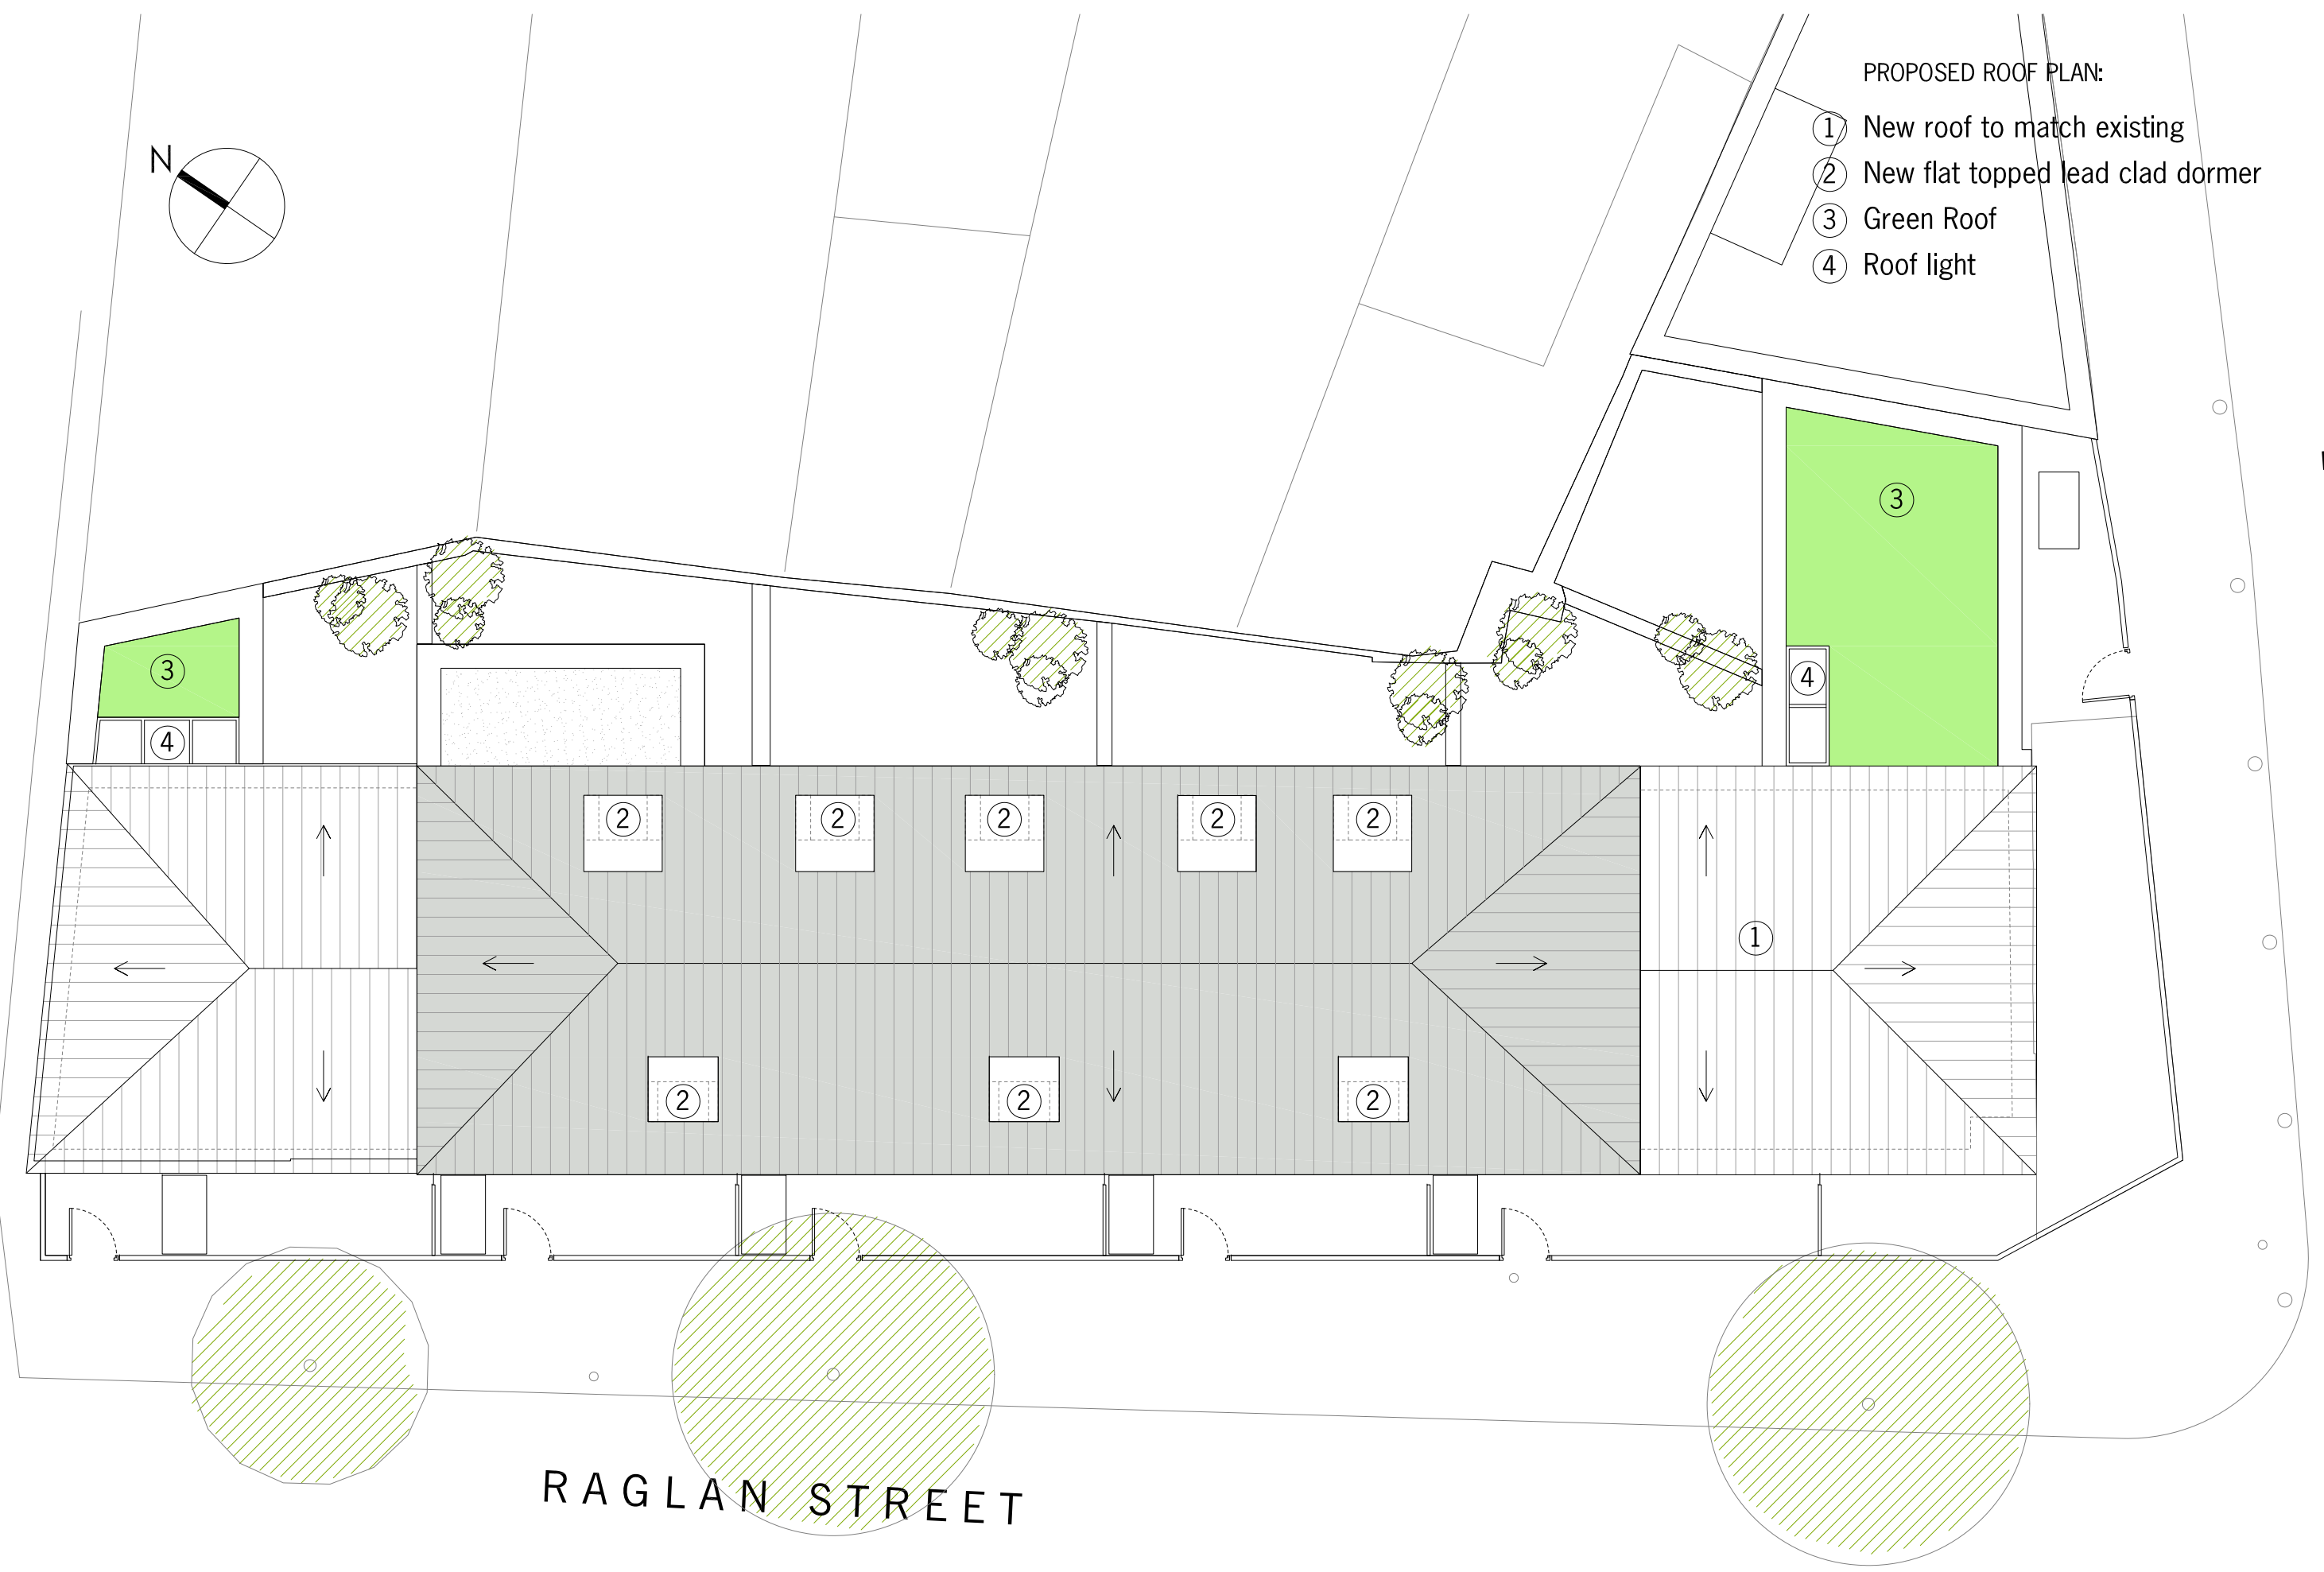 PROPOSED ROOF PLAN:
1 New roof to match existing
2 New flat topped lead clad dormer
3 Green Roof
4 Roof light
N
3
3
4
4
2 2 2 2 2
1
2 2 2
RAGLAN STREET